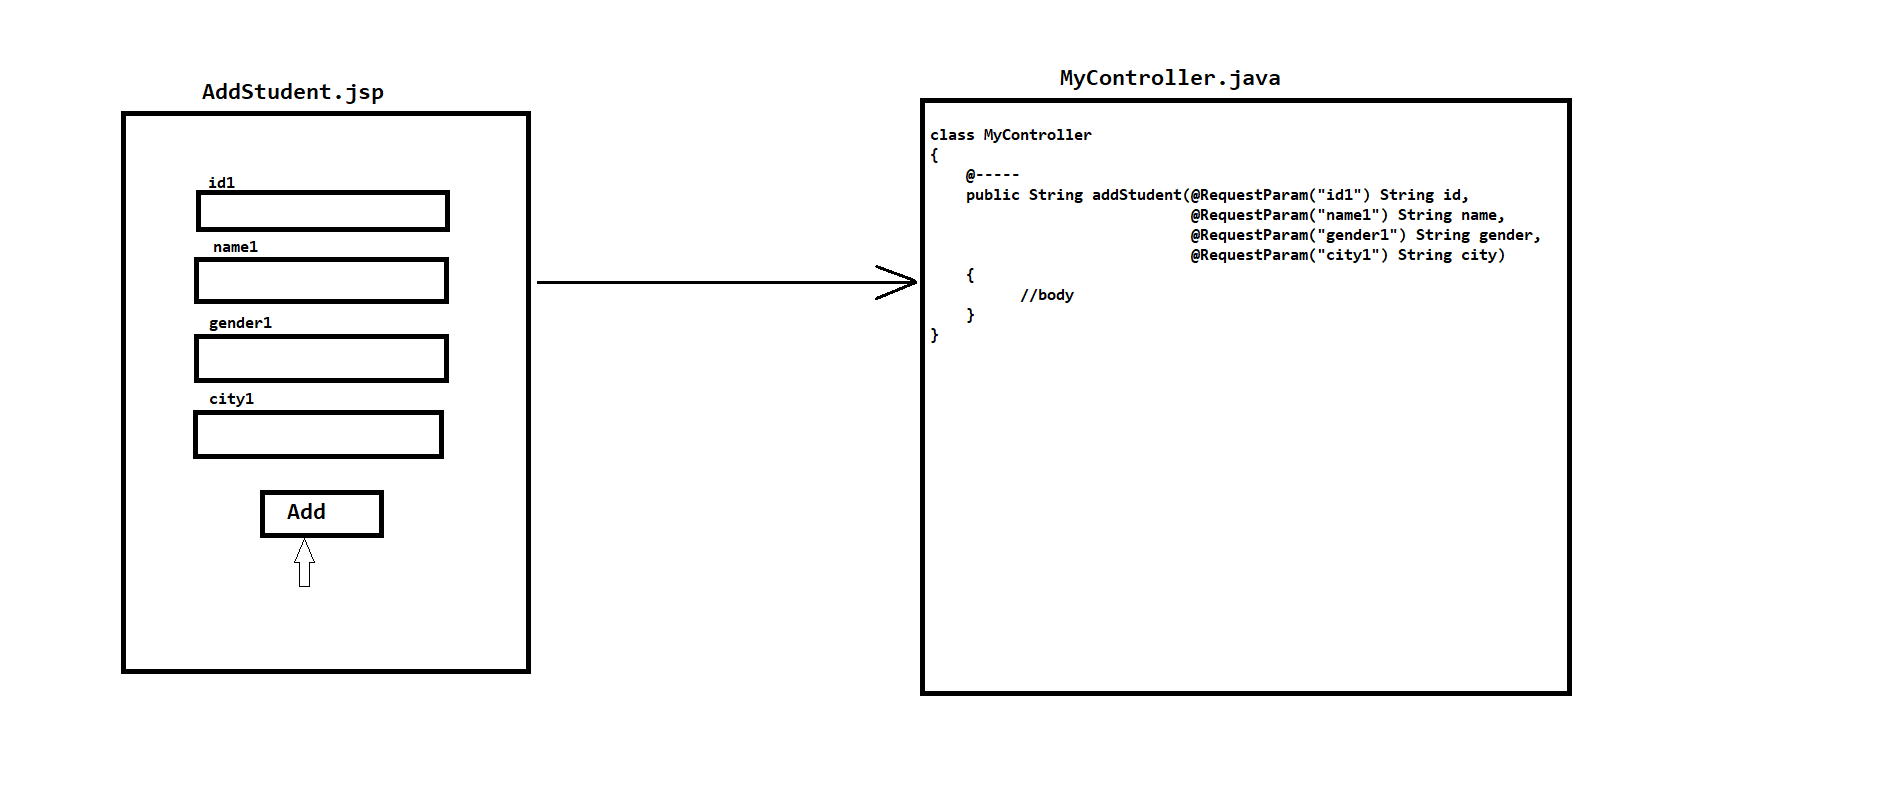 AddStudent.jsp
id1
name1
gender1
city1
Add
MyController.java
class MyController
{
@-----
public String addStudent(@RequestParam("id1") String id,
@RequestParam("name1") String name,
@RequestParam("gender1") String gender,
@RequestParam("city1") String city)
{
//body
}
}